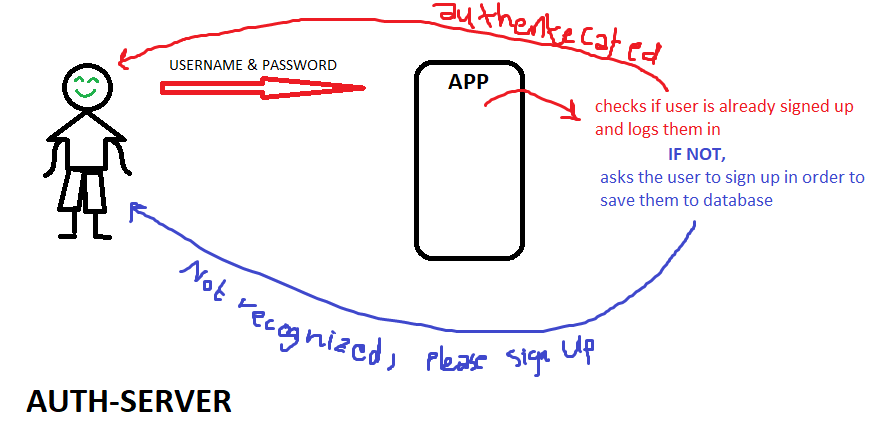 authentecated
USERNAME & PASSWORD
APP
checks if user is already signed up
and logs them in
IF NOT,
asks the user to sign up in order to
save them to database
Not recognized, Please sign Up
AUTH-SERVER